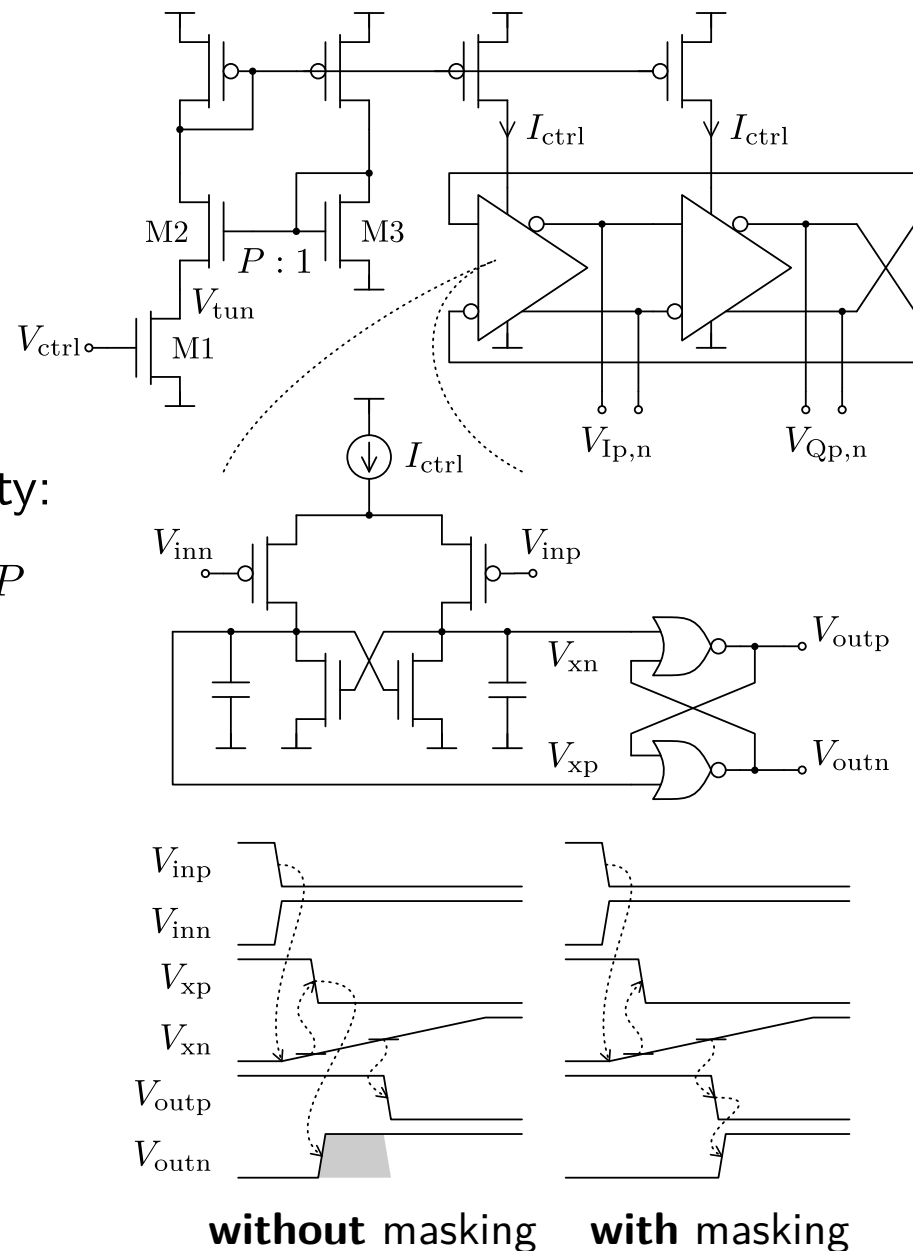 I_ctrl I_ctrl
M2 M3
P : 1
V_tun
V_ctrl M1
V_Ip,n V_Qp,n
I_ctrl
ty:
V_inn V_inp
P
V_outp
V_xn
V_xp V_outn
V_inp
V_inn
V_xp
V_xn
V_outp
V_outn
without masking with masking